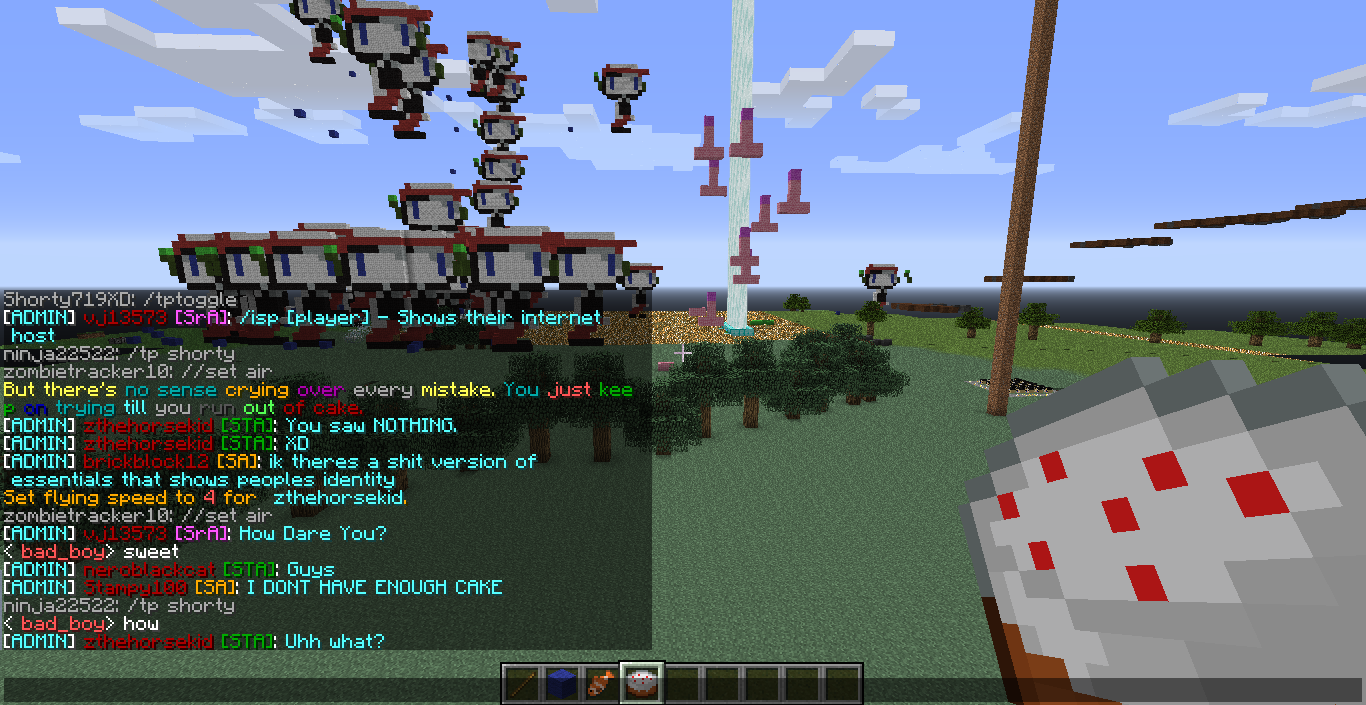 Shorty719XD: /tptoggle
[ADMIN] vj13573 [SrA]: /isp [player] - Shows their internet
host
ninja22522: /tp shorty
zombietracker10: //set air
But there's no sense crying over every mistake. You just kee
p on trying till you run out of cake.
[ADMIN] zthehorsekid [STA]: You saw NOTHING.
[ADMIN] zthehorsekid [STA]: XD
[ADMIN] brickblock12 [SA]: ik theres a shit version of
essentials that shows peoples identity
Set flying speed to 4 for zthehorsekid.
zombietracker10: //set air
[ADMIN] vj13573 [SrA]: How Dare You?
< bad_boy> sweet
[ADMIN] neroblackcat [STA]: Guys
[ADMIN] Stampy100 [SA]: I DONT HAVE ENOUGH CAKE
ninja22522: /tp shorty
< bad_boy> how
[ADMIN] zthehorsekid [STA]: Uhh what?